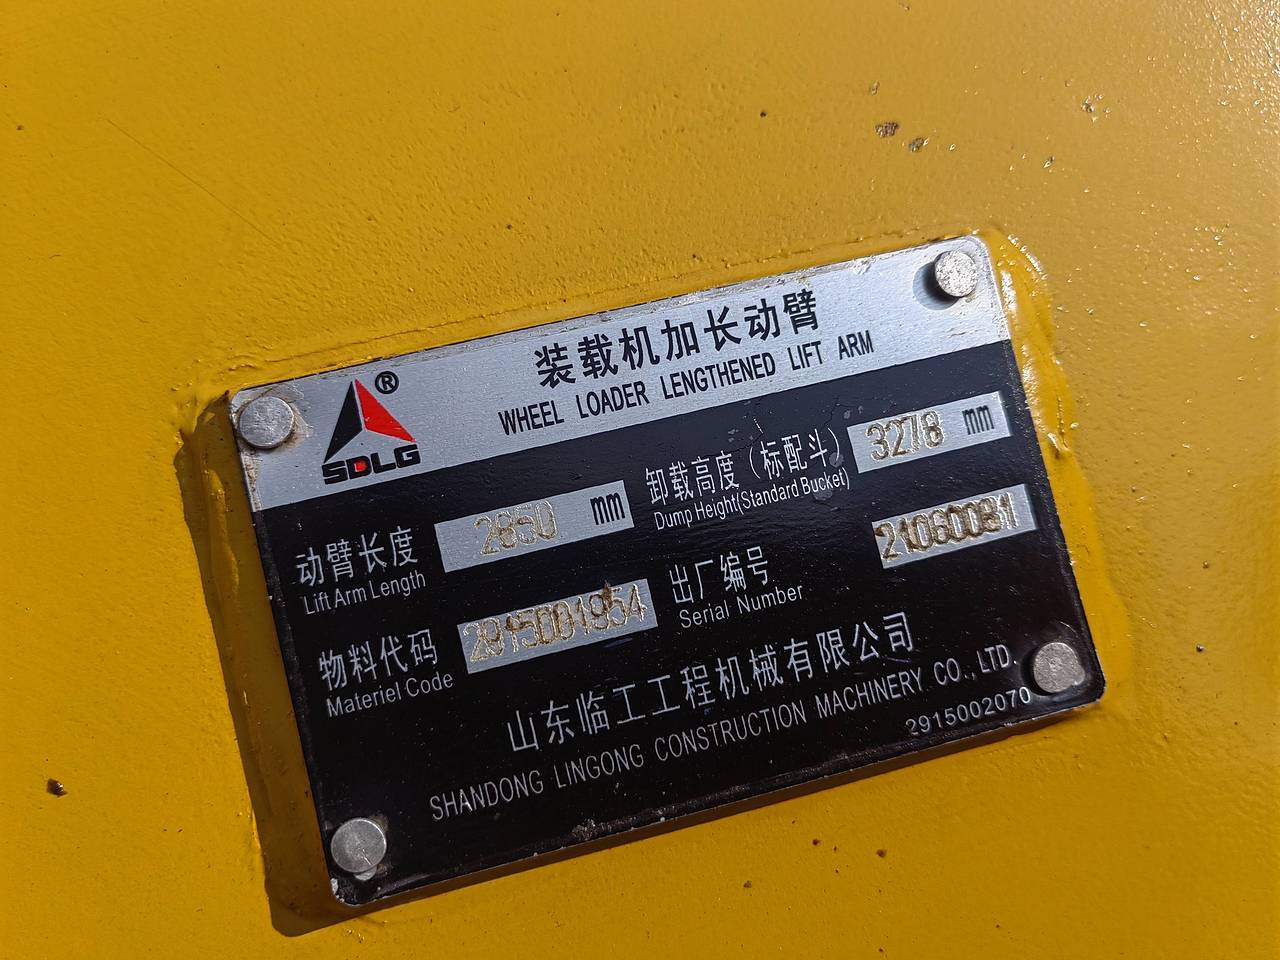 装载机加长动臂
WHEEL LOADER LENGTHENED LIFT ARM
®
SDLG
动臂长度 2850 mm
Lift Arm Length
卸载高度（标配斗） 3278 mm
Dump Height(Standard Bucket)
物料代码
Materiel Code
出厂编号 21060081
Serial Number
山东临工工程机械有限公司
SHANDONG LINGONG CONSTRUCTION MACHINERY CO.,LTD.
2915002070